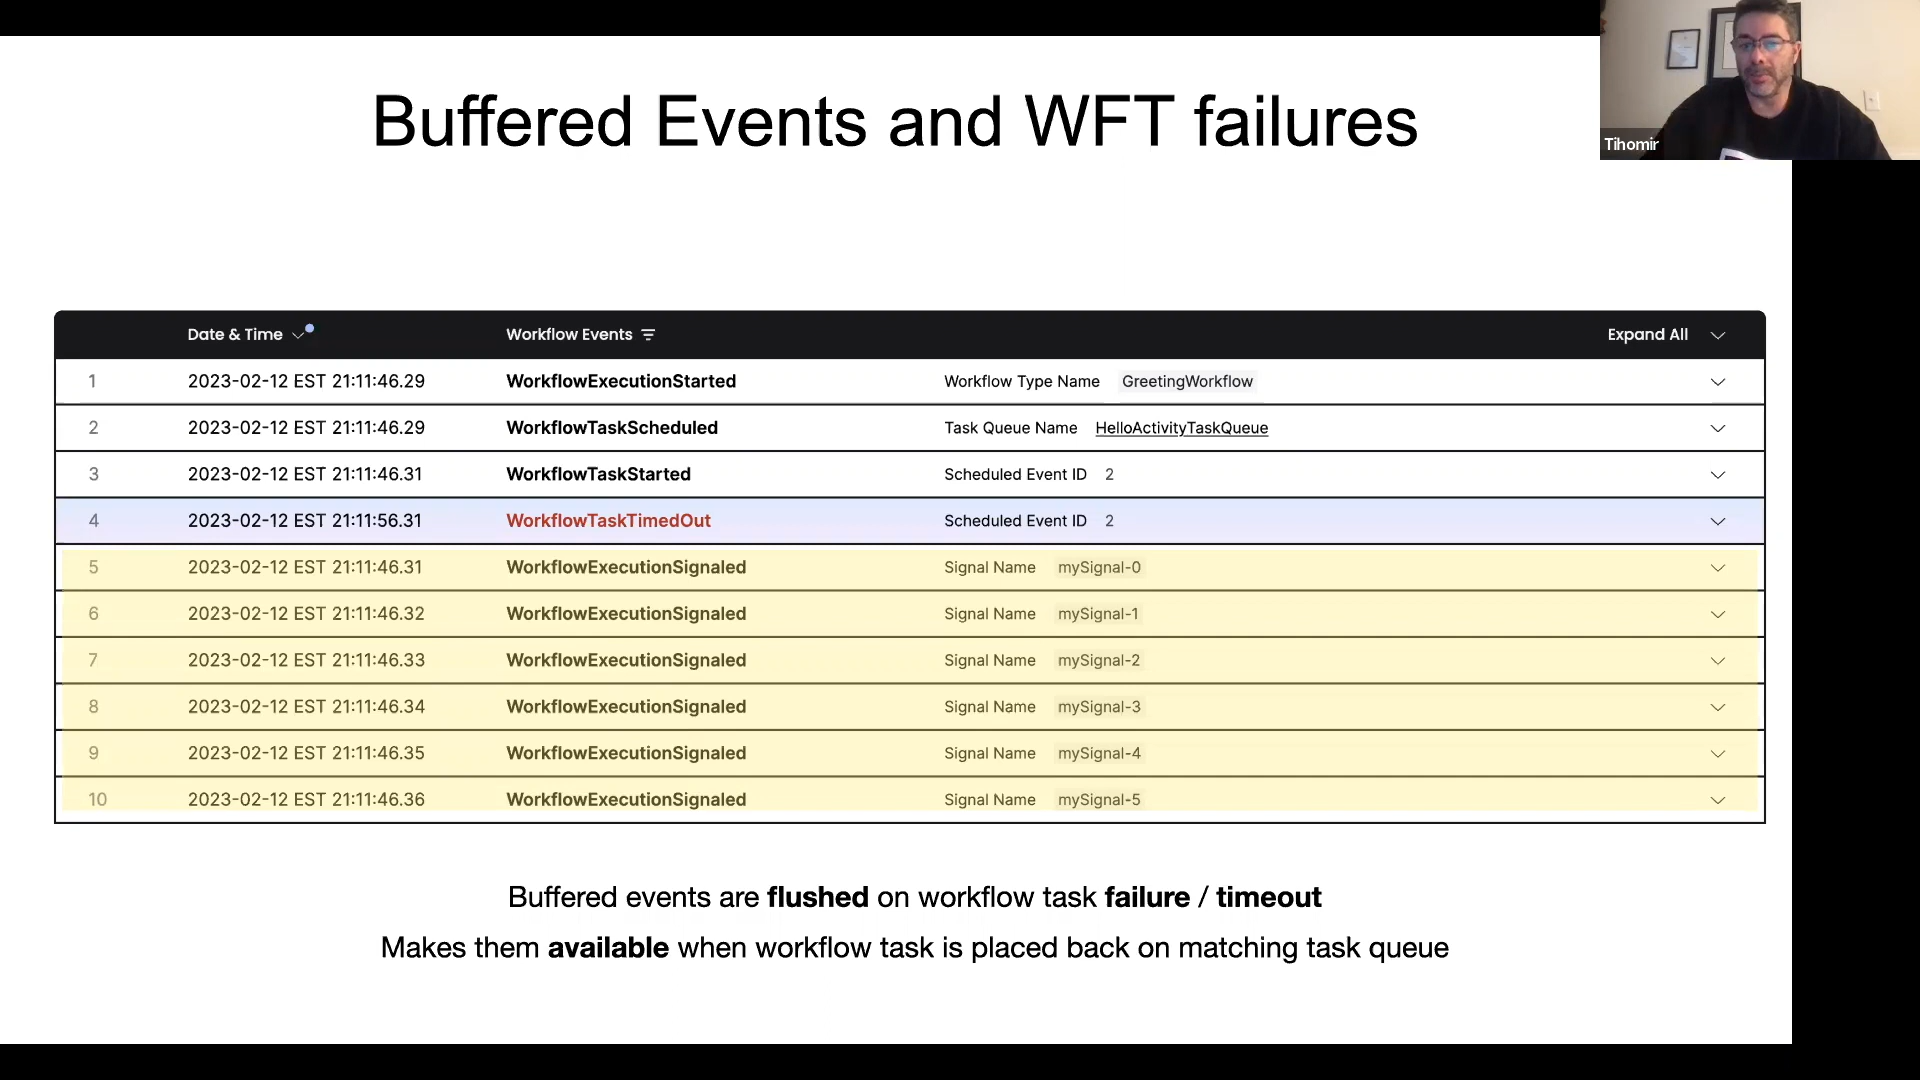 Buffered Events and WFT failures
Tihomir
Date & Time Workflow Events Expand All
1 2023-02-12 EST 21:11:46.29 WorkflowExecutionStarted Workflow Type Name GreetingWorkflow
2 2023-02-12 EST 21:11:46.29 WorkflowTaskScheduled Task Queue Name HelloActivityTaskQueue
3 2023-02-12 EST 21:11:46.31 WorkflowTaskStarted Scheduled Event ID 2
4 2023-02-12 EST 21:11:56.31 WorkflowTaskTimedOut Scheduled Event ID 2
5 2023-02-12 EST 21:11:46.31 WorkflowExecutionSignaled Signal Name mySignal-0
6 2023-02-12 EST 21:11:46.32 WorkflowExecutionSignaled Signal Name mySignal-1
7 2023-02-12 EST 21:11:46.33 WorkflowExecutionSignaled Signal Name mySignal-2
8 2023-02-12 EST 21:11:46.34 WorkflowExecutionSignaled Signal Name mySignal-3
9 2023-02-12 EST 21:11:46.35 WorkflowExecutionSignaled Signal Name mySignal-4
10 2023-02-12 EST 21:11:46.36 WorkflowExecutionSignaled Signal Name mySignal-5
Buffered events are flushed on workflow task failure / timeout
Makes them available when workflow task is placed back on matching task queue